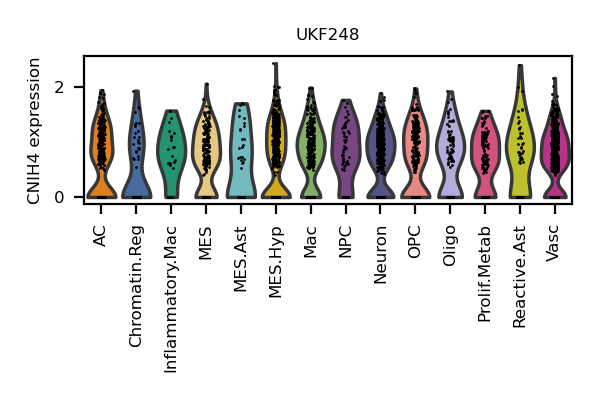 UKF248
CNIH4 expression
2
0
AC
Chromatin.Reg
Inflammatory.Mac
MES
MES.Ast
MES.Hyp
Mac
NPC
Neuron
OPC
Oligo
Prolif.Metab
Reactive.Ast
Vasc